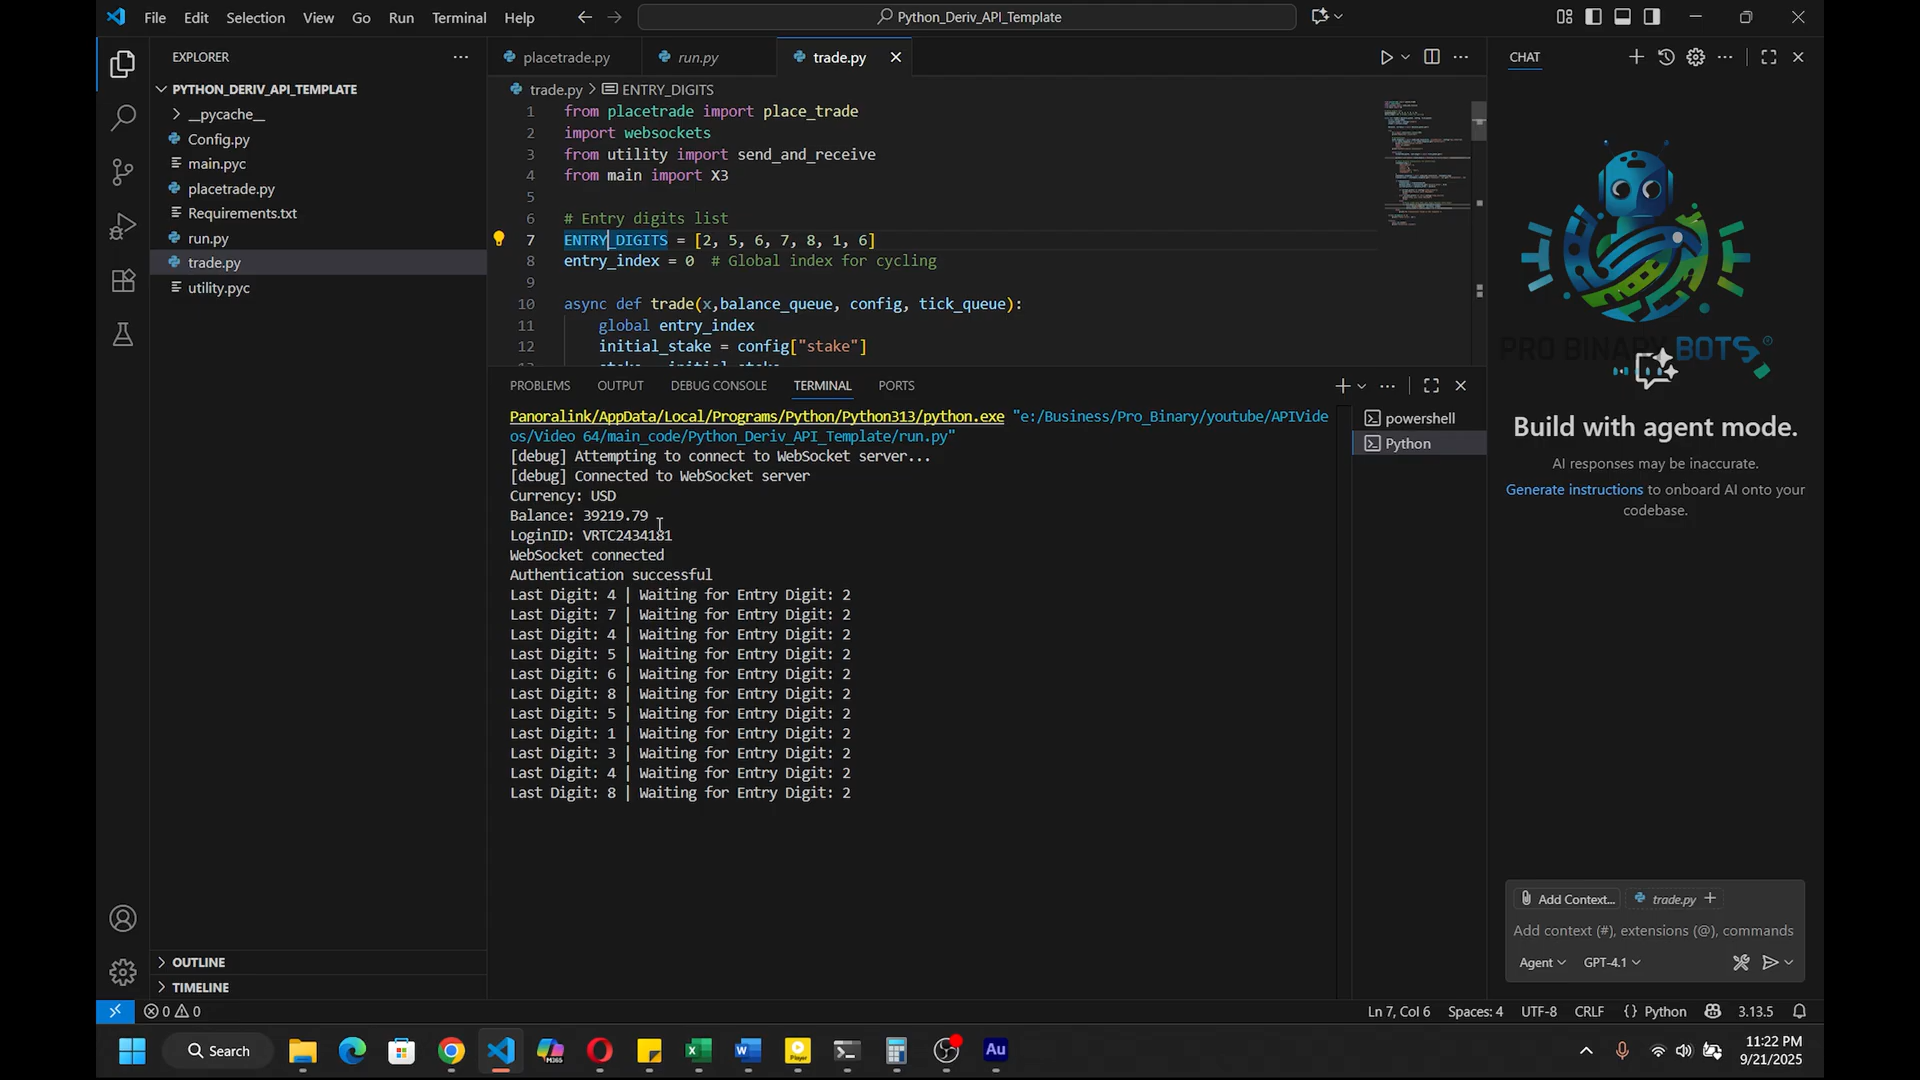 File Edit Selection View Go Run Terminal Help
Python_Deriv_API_Template
EXPLORER
PYTHON_DERIV_API_TEMPLATE
__pycache__
Config.py
main.pyc
placetrade.py
Requirements.txt
run.py
trade.py
utility.pyc
OUTLINE
TIMELINE
placetrade.py run.py trade.py
trade.py > ENTRY_DIGITS
1 from placetrade import place_trade
2 import websockets
3 from utility import send_and_receive
4 from main import X3
5
6 # Entry digits list
7 ENTRY_DIGITS = [2, 5, 6, 7, 8, 1, 6]
8 entry_index = 0 # Global index for cycling
9
10 async def trade(x,balance_queue, config, tick_queue):
11 global entry_index
12 initial_stake = config["stake"]
PROBLEMS OUTPUT DEBUG CONSOLE TERMINAL PORTS
Panoralink/AppData/Local/Programs/Python/Python313/python.exe "e:/Business/Pro_Binary/youtube/APIVide
os/Video 64/main_code/Python_Deriv_API_Template/run.py"
[debug] Attempting to connect to WebSocket server...
[debug] Connected to WebSocket server
Currency: USD
Balance: 39219.79
LoginID: VRTC2434181
WebSocket connected
Authentication successful
Last Digit: 4 | Waiting for Entry Digit: 2
Last Digit: 7 | Waiting for Entry Digit: 2
Last Digit: 4 | Waiting for Entry Digit: 2
Last Digit: 5 | Waiting for Entry Digit: 2
Last Digit: 6 | Waiting for Entry Digit: 2
Last Digit: 8 | Waiting for Entry Digit: 2
Last Digit: 5 | Waiting for Entry Digit: 2
Last Digit: 1 | Waiting for Entry Digit: 2
Last Digit: 3 | Waiting for Entry Digit: 2
Last Digit: 4 | Waiting for Entry Digit: 2
Last Digit: 8 | Waiting for Entry Digit: 2
powershell
Python
CHAT
PRO BINARY BOTS
Build with agent mode.
AI responses may be inaccurate.
Generate instructions to onboard AI onto your
codebase.
Add Context... trade.py
Add context (#), extensions (@), commands
Agent GPT-4.1
0 0
Ln 7, Col 6 Spaces: 4 UTF-8 CRLF {} Python 3.13.5
Search
M365
Player
Au
11:22 PM
9/21/2025